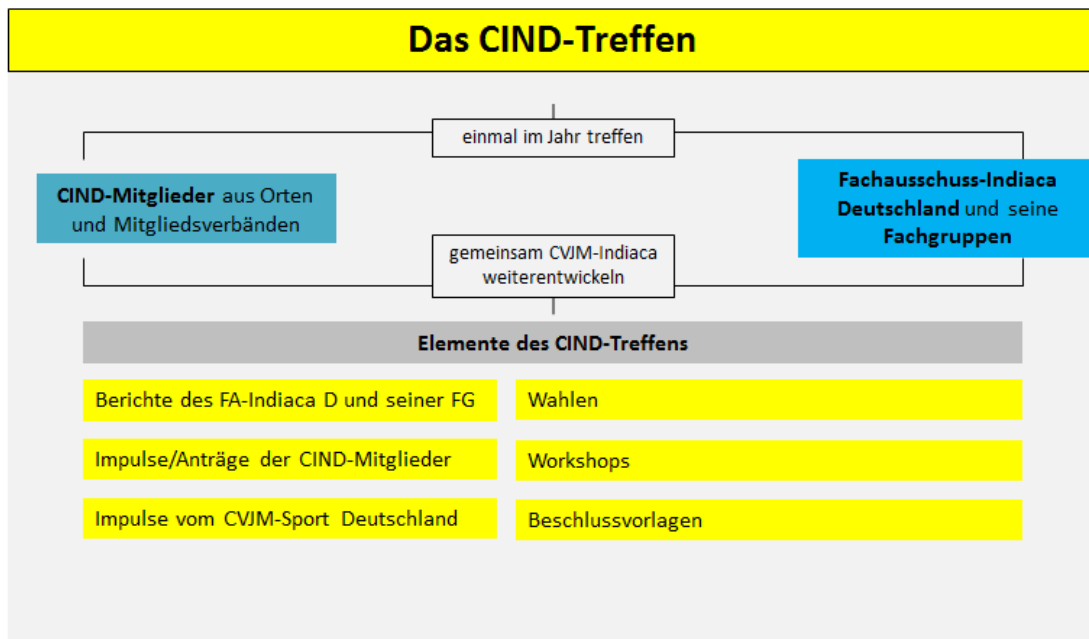 Das CIND-Treffen
einmal im Jahr treffen
CIND-Mitglieder aus Orten
und Mitgliedsverbänden
Fachausschuss-Indiaca
Deutschland und seine
Fachgruppen
gemeinsam CVJM-Indiaca
weiterentwickeln
Elemente des CIND-Treffens
Berichte des FA-Indiaca D und seiner FG
Wahlen
Impulse/Anträge der CIND-Mitglieder
Workshops
Impulse vom CVJM-Sport Deutschland
Beschlussvorlagen